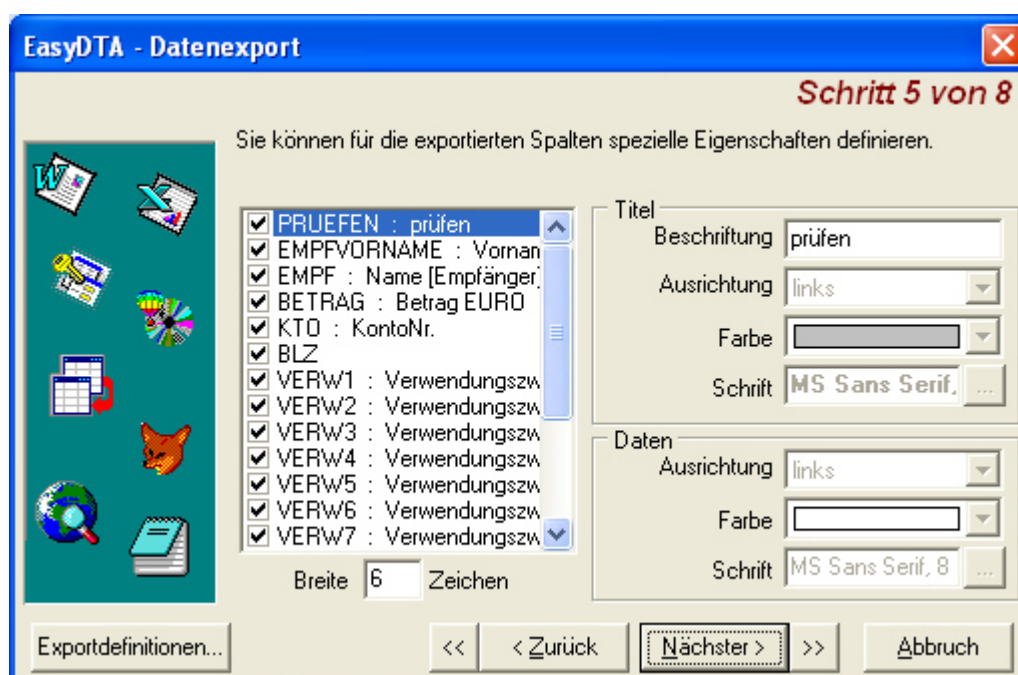 EasyDTA - Datenexport
Schritt 5 von 8
Sie können für die exportierten Spalten spezielle Eigenschaften definieren.
PRUEFEN : prüfen
EMPFVORNAME : Vornam
EMPF : Name [Empfänger]
BETRAG : Betrag EURO
KTO : KontoNr.
BLZ
VERW1 : Verwendungszw
VERW2 : Verwendungszw
VERW3 : Verwendungszw
VERW4 : Verwendungszw
VERW5 : Verwendungszw
VERW6 : Verwendungszw
VERW7 : Verwendungszw
Breite 6 Zeichen
Titel
Beschriftung prüfen
Ausrichtung links
Farbe
Schrift MS Sans Serif, ...
Daten
Ausrichtung links
Farbe
Schrift MS Sans Serif, 8 ...
Exportdefinitionen... << < Zurück Nächster > >> Abbruch